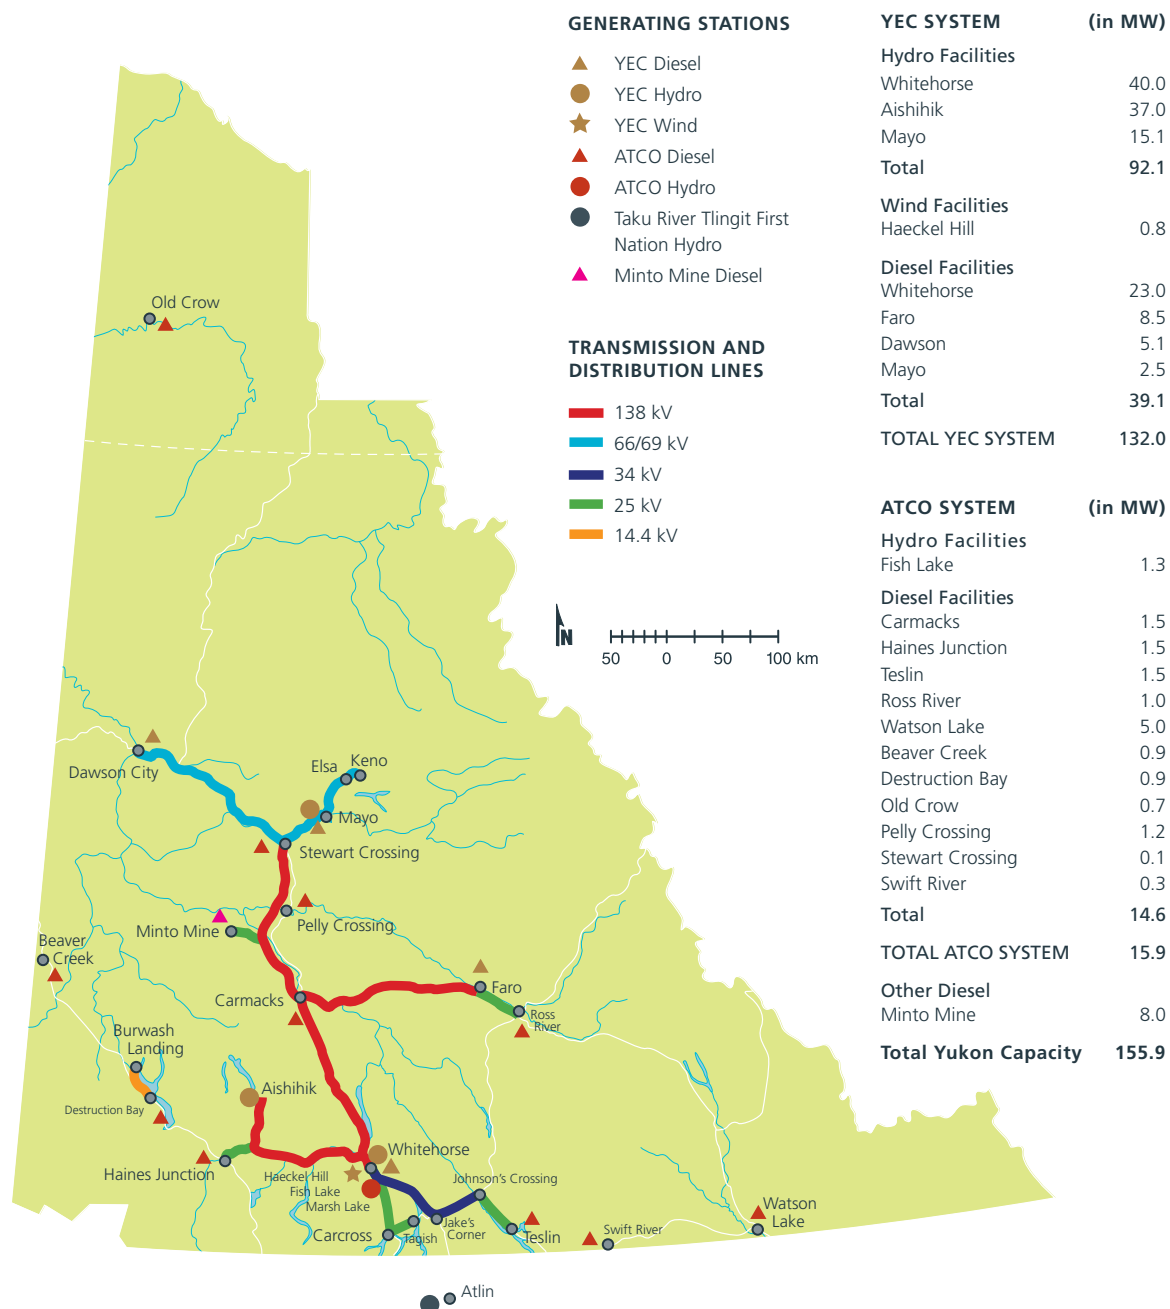 GENERATING STATIONS
YEC Diesel
YEC Hydro
YEC Wind
ATCO Diesel
ATCO Hydro
Taku River Tlingit First
Nation Hydro
Minto Mine Diesel
TRANSMISSION AND
DISTRIBUTION LINES
138 kV
66/69 kV
34 kV
25 kV
14.4 kV
N
50 0 50 100 km
YEC SYSTEM (in MW)
Hydro Facilities
Whitehorse 40.0
Aishihik 37.0
Mayo 15.1
Total 92.1
Wind Facilities
Haeckel Hill 0.8
Diesel Facilities
Whitehorse 23.0
Faro 8.5
Dawson 5.1
Mayo 2.5
Total 39.1
TOTAL YEC SYSTEM 132.0
ATCO SYSTEM (in MW)
Hydro Facilities
Fish Lake 1.3
Diesel Facilities
Carmacks 1.5
Haines Junction 1.5
Teslin 1.5
Ross River 1.0
Watson Lake 5.0
Beaver Creek 0.9
Destruction Bay 0.9
Old Crow 0.7
Pelly Crossing 1.2
Stewart Crossing 0.1
Swift River 0.3
Total 14.6
TOTAL ATCO SYSTEM 15.9
Other Diesel
Minto Mine 8.0
Total Yukon Capacity 155.9
Old Crow
Dawson City
Elsa
Keno
Mayo
Stewart Crossing
Pelly Crossing
Minto Mine
Beaver
Creek
Carmacks
Faro
Ross
River
Burwash
Landing
Aishihik
Destruction Bay
Haines Junction
Whitehorse
Haeckel Hill
Fish Lake
Marsh Lake
Johnson's Crossing
Carcross
Tagish
Jake's
Corner
Teslin
Swift River
Watson
Lake
Atlin